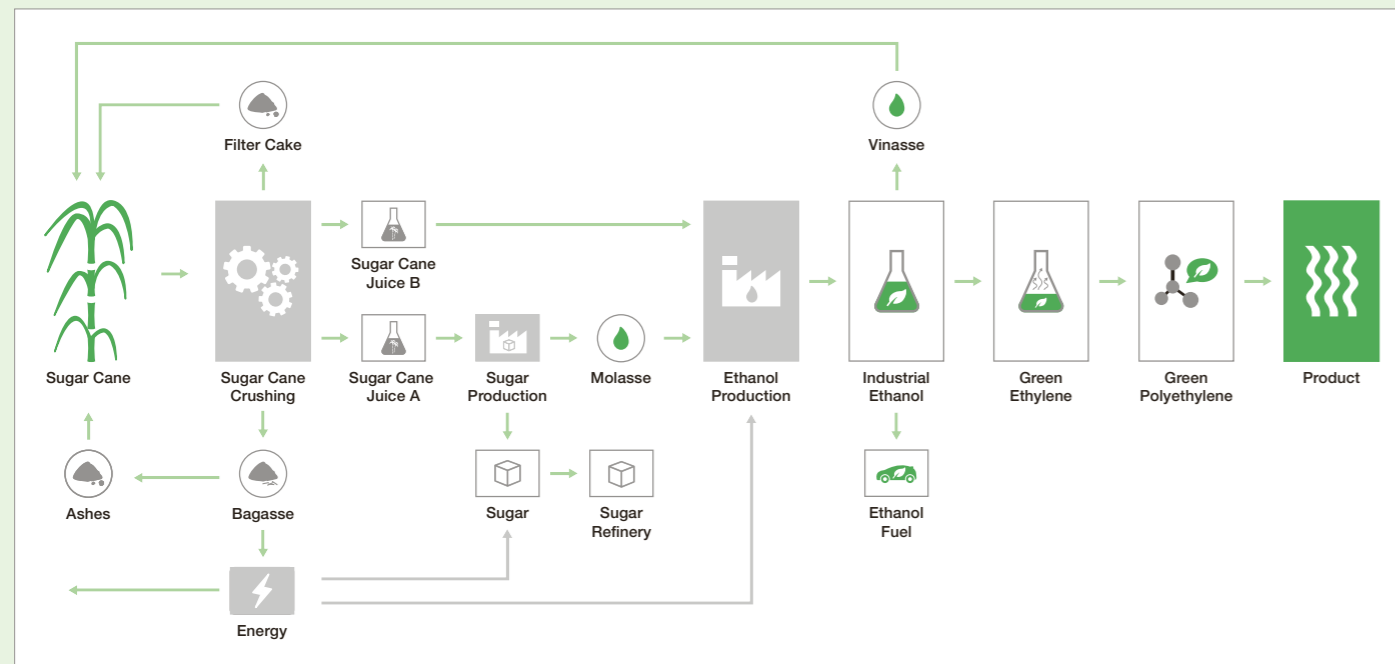 Filter Cake
Vinasse
Sugar Cane
Juice B
Sugar Cane
Sugar Cane
Crushing
Sugar Cane
Juice A
Sugar
Production
Molasse
Ethanol
Production
Industrial
Ethanol
Green
Ethylene
Green
Polyethylene
Product
Ashes
Bagasse
Sugar
Sugar
Refinery
Ethanol
Fuel
Energy